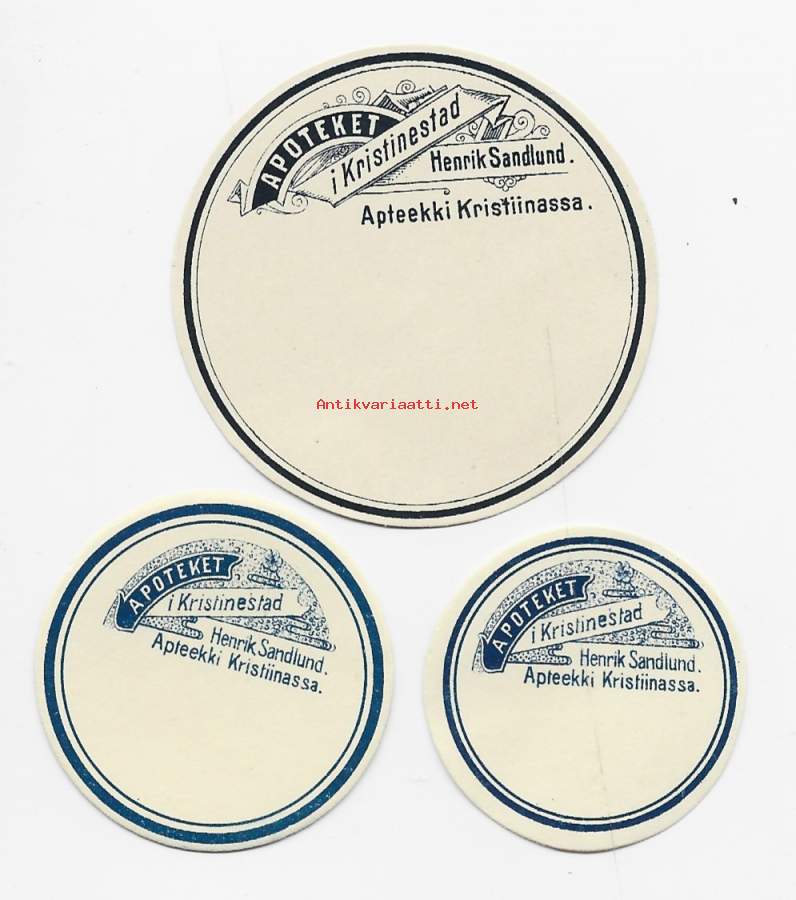 APOTEKET
i Kristinestad
Henrik Sandlund.
Apteekki Kristiinassa.
Antikvariaatti.net
APOTEKET
i Kristinestad
Henrik Sandlund.
Apteekki Kristiinassa.
APOTEKET
i Kristinestad
Henrik Sandlund.
Apteekki Kristiinassa.